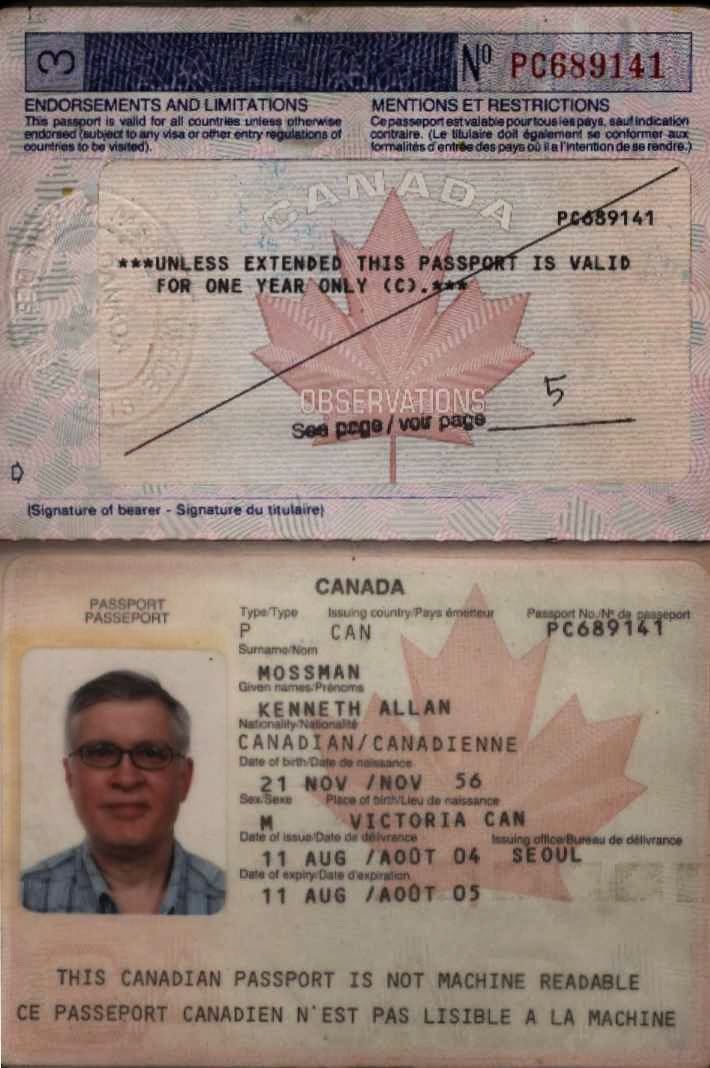 3
Nº PC689141
ENDORSEMENTS AND LIMITATIONS
This passport is valid for all countries unless otherwise
endorsed (subject to any visa or other entry regulations of
countries to be visited).
MENTIONS ET RESTRICTIONS
Ce passeport est valable pour tous les pays, sauf indication
contraire. (Le titulaire doit également se conformer aux
formalités d'entrée des pays où il a l'intention de se rendre.)
CANADA
PC689141
***UNLESS EXTENDED THIS PASSPORT IS VALID
FOR ONE YEAR ONLY (C).***
OBSERVATIONS
See page / voir page 5
(Signature of bearer - Signature du titulaire)
CANADA
PASSPORT
PASSEPORT
Type/Type Issuing country/Pays émetteur Passport No./Nº de passeport
P CAN PC689141
Surname/Nom
MOSSMAN
Given names/Prénoms
KENNETH ALLAN
Nationality/Nationalité
CANADIAN/CANADIENNE
Date of birth/Date de naissance
21 NOV /NOV 56
Sex/Sexe Place of birth/Lieu de naissance
M VICTORIA CAN
Date of issue/Date de délivrance Issuing office/Bureau de délivrance
11 AUG /AOÛT 04 SEOUL
Date of expiry/Date d'expiration
11 AUG /AOÛT 05
THIS CANADIAN PASSPORT IS NOT MACHINE READABLE
CE PASSEPORT CANADIEN N'EST PAS LISIBLE A LA MACHINE